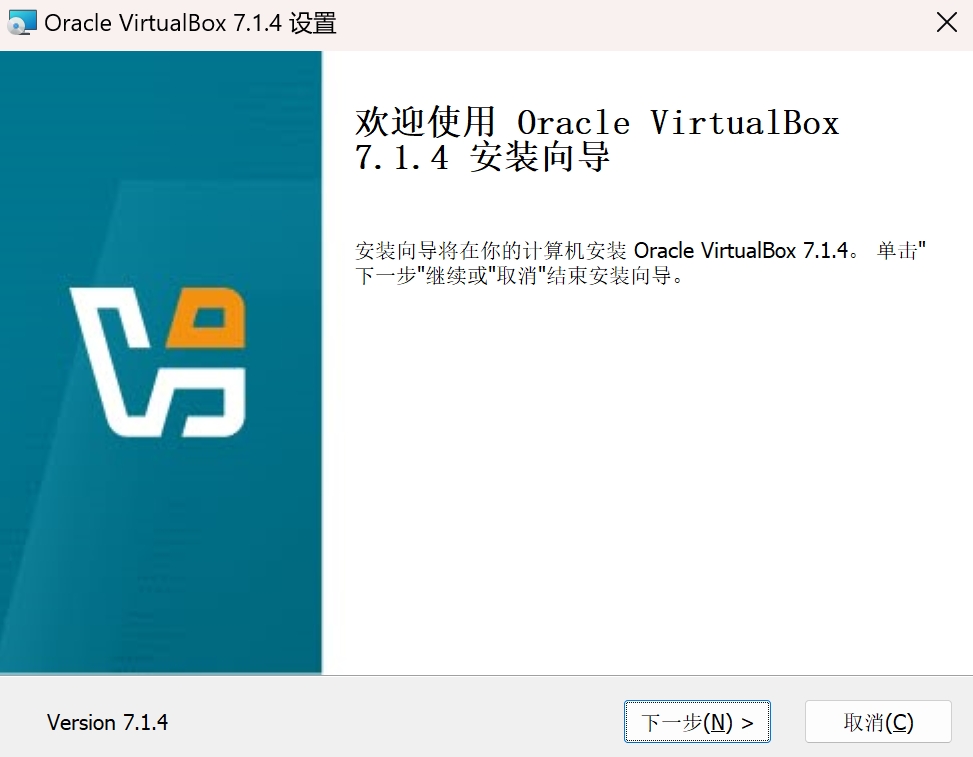 Oracle VirtualBox 7.1.4 设置
欢迎使用 Oracle VirtualBox
7.1.4 安装向导
安装向导将在你的计算机安装 Oracle VirtualBox 7.1.4。 单击"
下一步"继续或"取消"结束安装向导。
Version 7.1.4
下一步(N) >
取消(C)